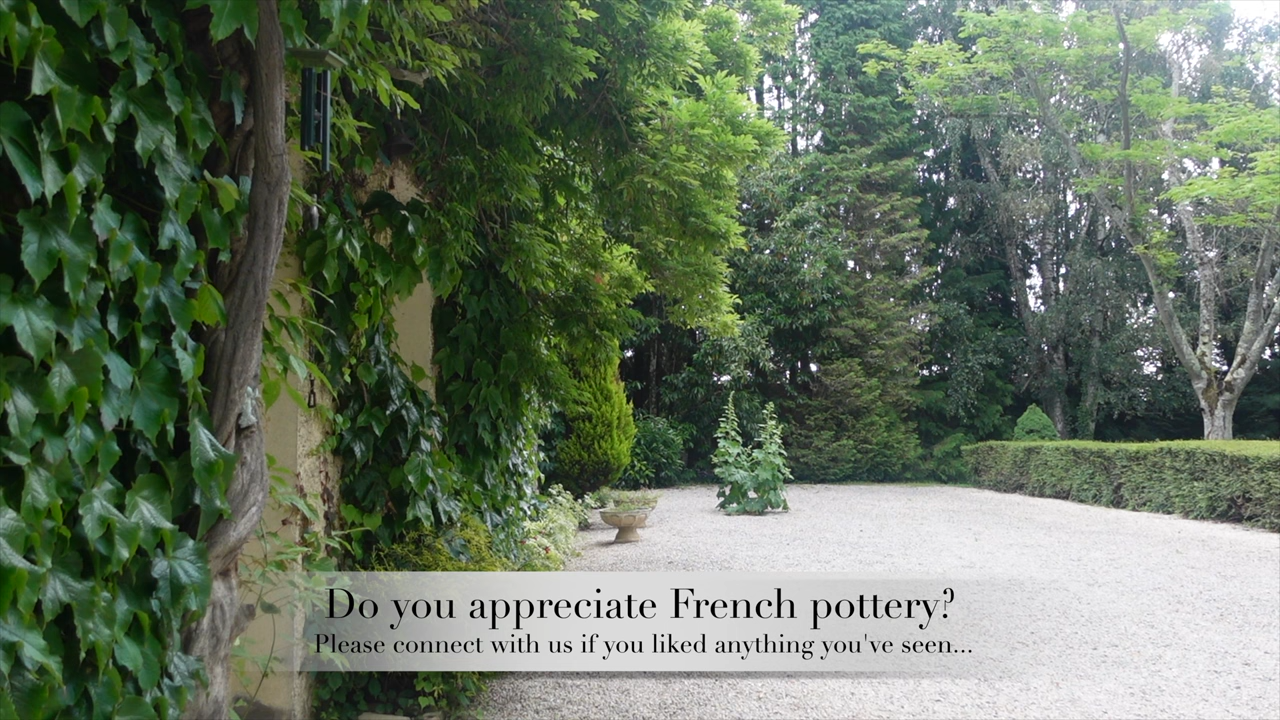 Do you appreciate French pottery?
Please connect with us if you liked anything you've seen...